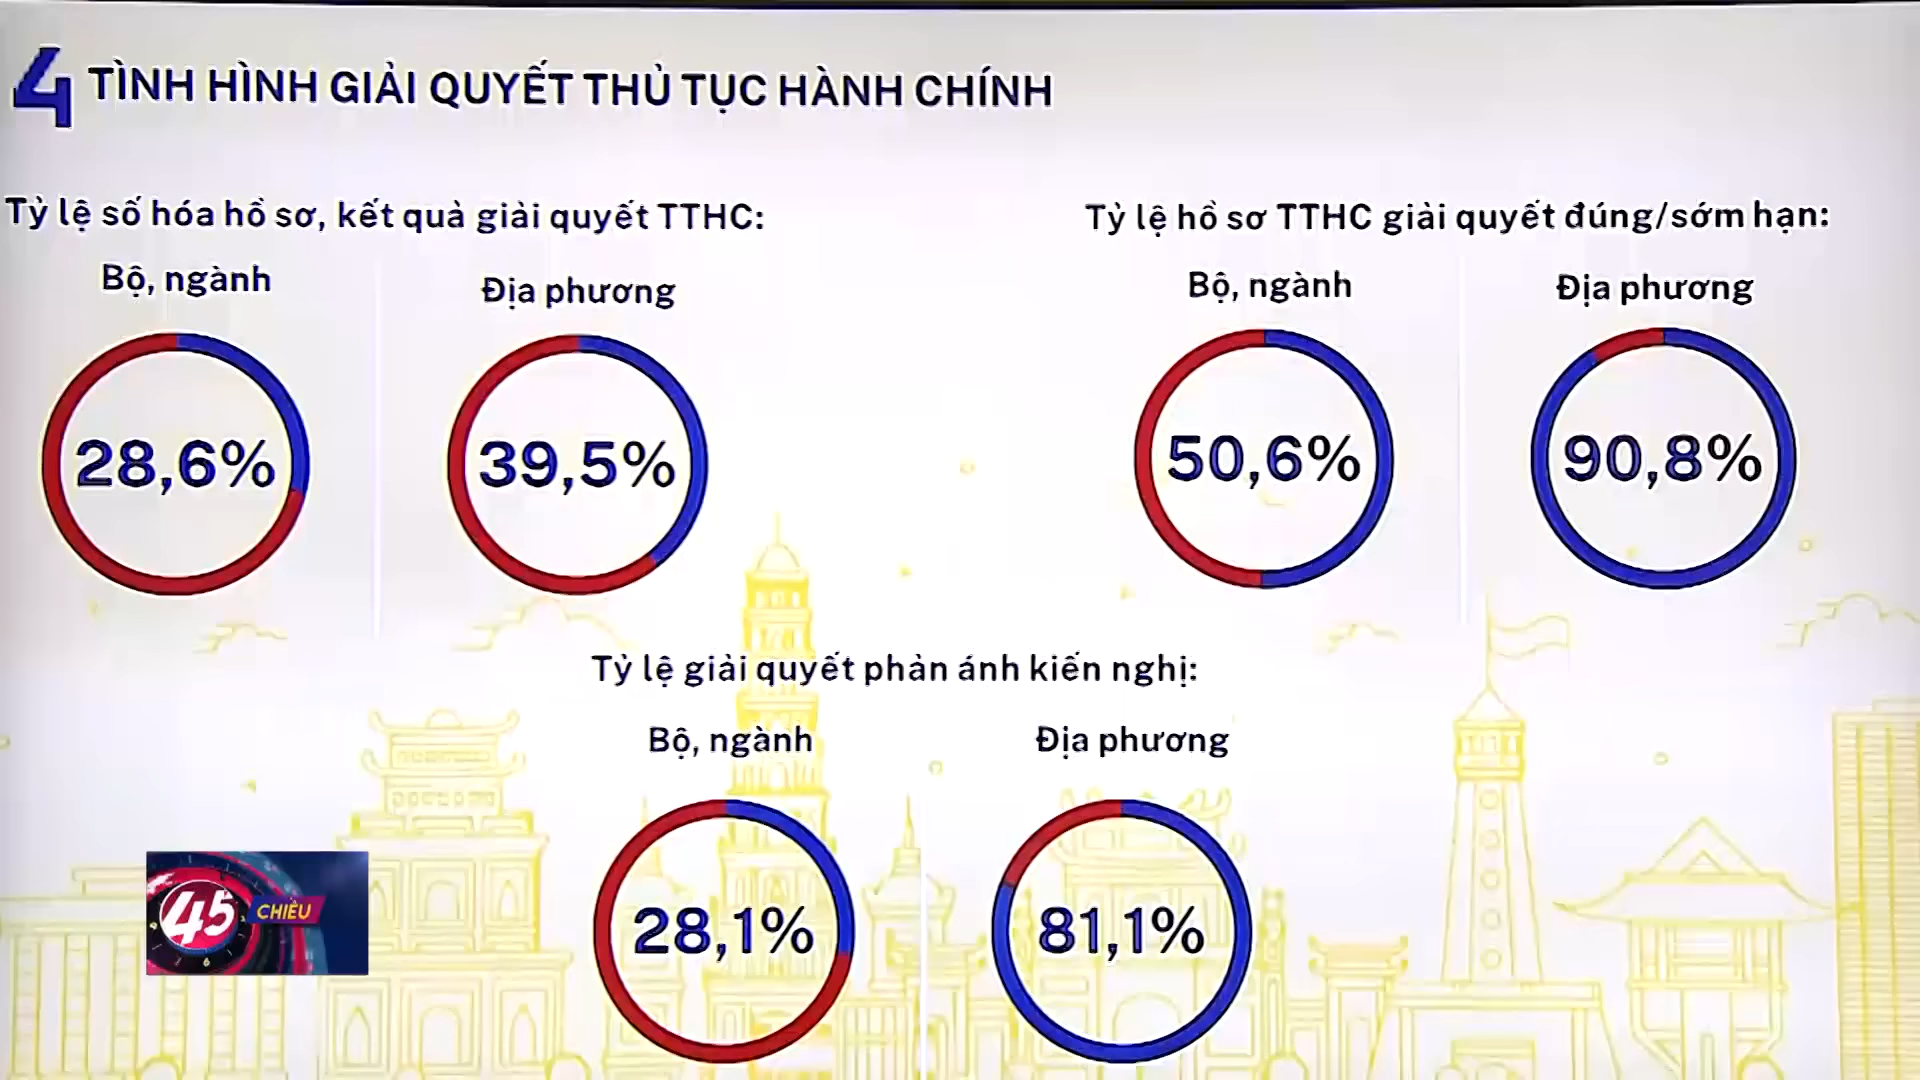 4 TÌNH HÌNH GIẢI QUYẾT THỦ TỤC HÀNH CHÍNH
Tỷ lệ số hóa hồ sơ, kết quả giải quyết TTHC:
Bộ, ngành
Địa phương
28,6%
39,5%
Tỷ lệ hồ sơ TTHC giải quyết đúng/sớm hạn:
Bộ, ngành
Địa phương
50,6%
90,8%
Tỷ lệ giải quyết phản ánh kiến nghị:
Bộ, ngành
Địa phương
28,1%
81,1%
45 CHIỀU
6